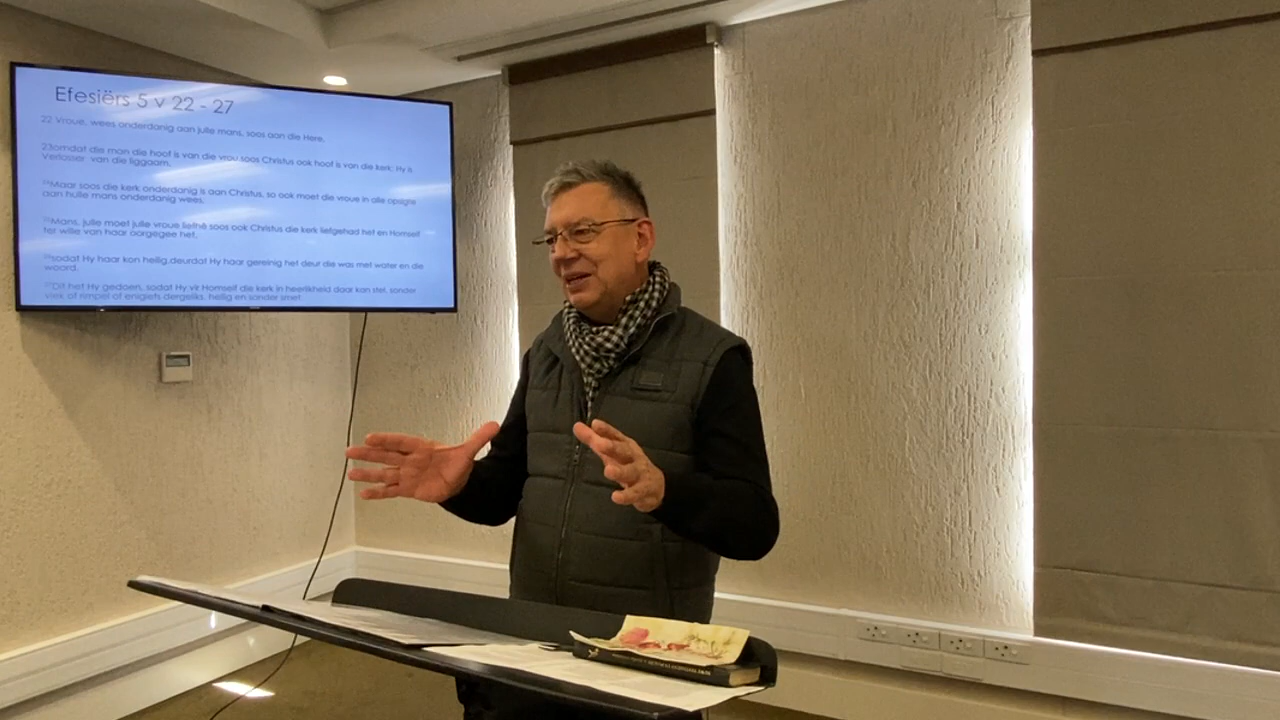 Efesiërs 5 v 22 - 27
22 Vroue, wees onderdanig aan julle mans, soos aan die Here,
23omdat die man die hoof is van die vrou soos Christus ook hoof is van die kerk; Hy is
Verlosser van die liggaam.
24Maar soos die kerk onderdanig is aan Christus, so ook moet die vroue in alle opsigte
aan hulle mans onderdanig wees.
25Mans, julle moet julle vroue liefhê soos ook Christus die kerk liefgehad het en Homself
ter wille van haar oorgegee het,
26sodat Hy haar kon heilig,deurdat Hy haar gereinig het deur die was met water en die
woord.
27Dit het Hy gedoen, sodat Hy vir Homself die kerk in heerlikheid daar kon stel, sonder
vlek of rimpel of enigiets dergeliks, heilig en sonder smet.